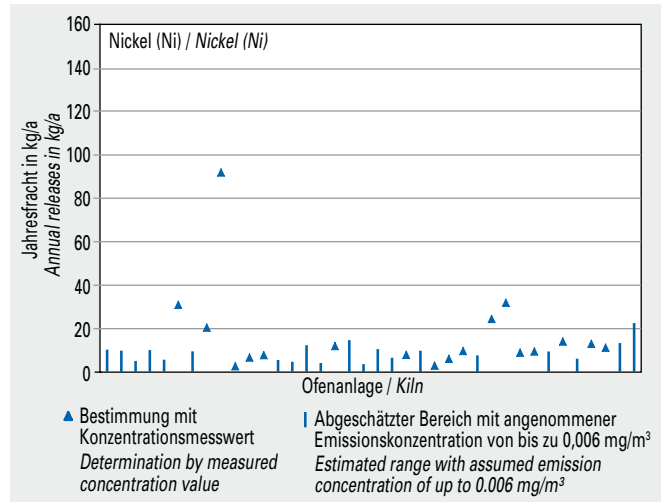 Nickel (Ni) / Nickel (Ni)
Jahresfracht in kg/a
Annual releases in kg/a
160
140
120
100
80
60
40
20
0
Ofenanlage / Kiln
Bestimmung mit
Konzentrationsmesswert
Determination by measured
concentration value
Abgeschätzter Bereich mit angenommener
Emissionskonzentration von bis zu 0,006 mg/m³
Estimated range with assumed emission
concentration of up to 0.006 mg/m³